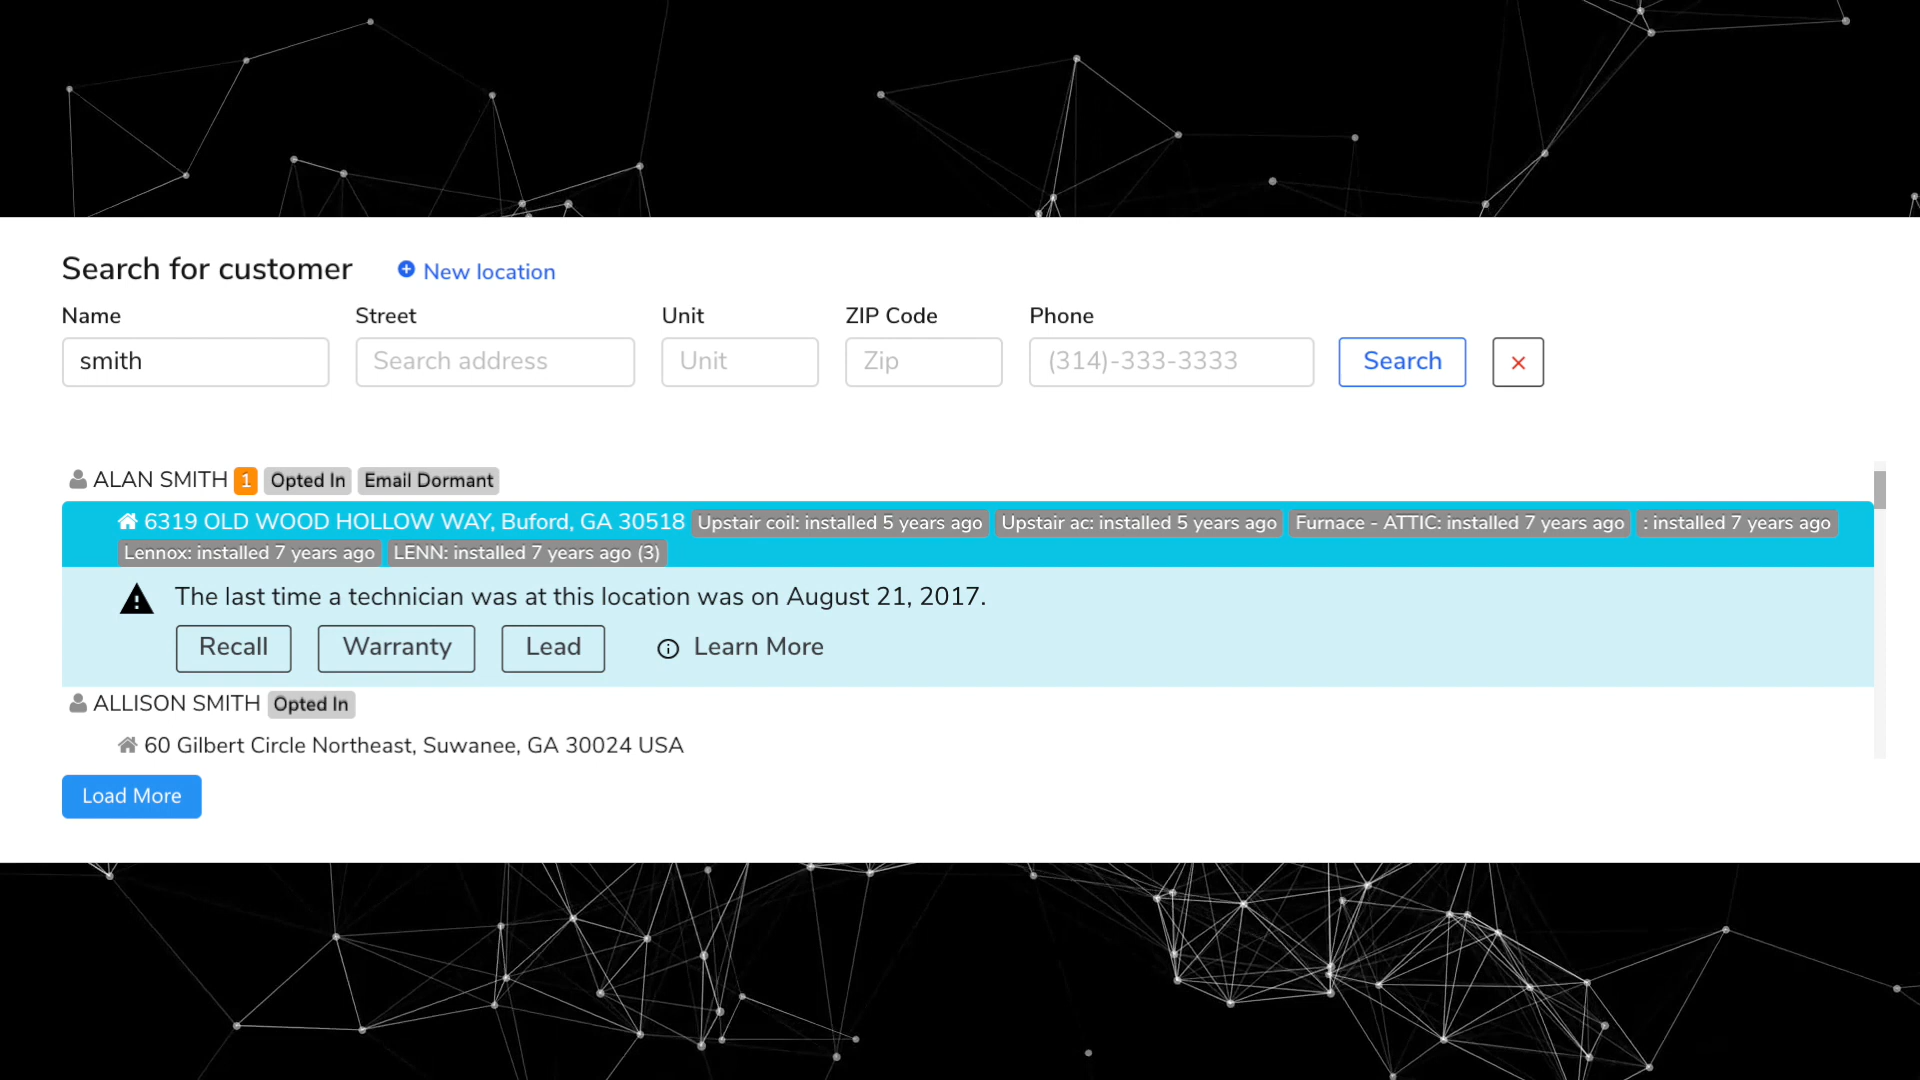 Search for customer New location
Name Street Unit ZIP Code Phone
smith Search address Unit Zip (314)-333-3333 Search
ALAN SMITH 1 Opted In Email Dormant
6319 OLD WOOD HOLLOW WAY, Buford, GA 30518 Upstair coil: installed 5 years ago Upstair ac: installed 5 years ago Furnace - ATTIC: installed 7 years ago : installed 7 years ago
Lennox: installed 7 years ago LENN: installed 7 years ago (3)
The last time a technician was at this location was on August 21, 2017.
Recall Warranty Lead Learn More
ALLISON SMITH Opted In
60 Gilbert Circle Northeast, Suwanee, GA 30024 USA
Load More